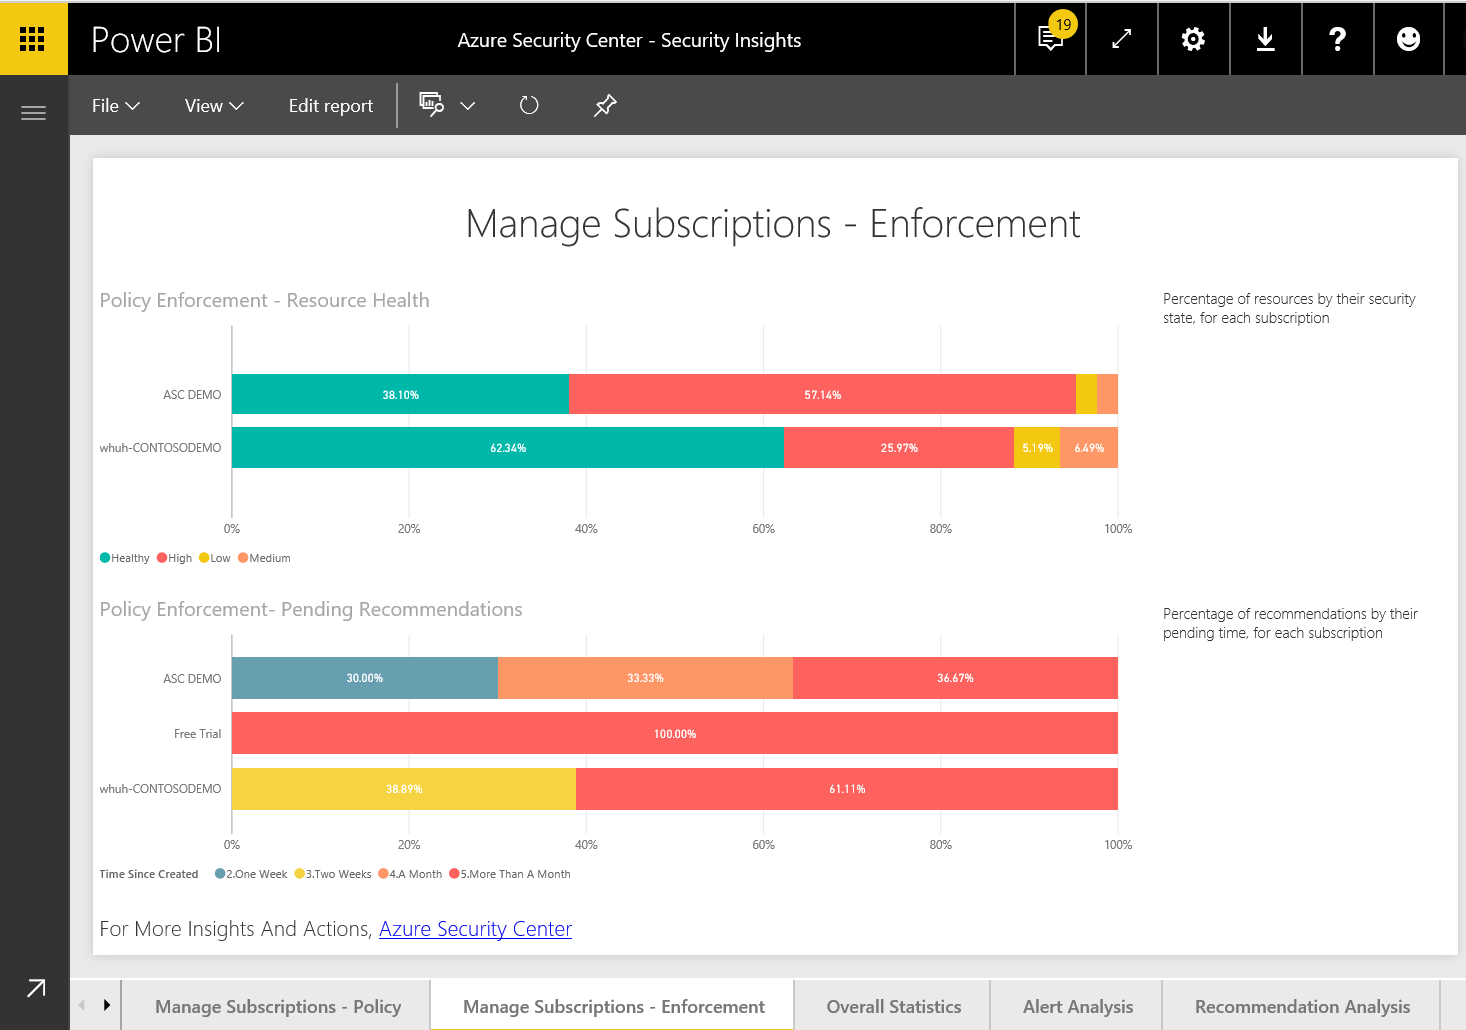 Power BI
Azure Security Center - Security Insights
19
?
File
View
Edit report
Manage Subscriptions - Enforcement
Policy Enforcement - Resource Health
Percentage of resources by their security
state, for each subscription
ASC DEMO
38.10%
57.14%
whuh-CONTOSODEMO
62.34%
25.97%
5.19%
6.49%
0%
20%
40%
60%
80%
100%
Healthy
High
Low
Medium
Policy Enforcement- Pending Recommendations
Percentage of recommendations by their
pending time, for each subscription
ASC DEMO
30.00%
33.33%
36.67%
Free Trial
100.00%
whuh-CONTOSODEMO
38.89%
61.11%
0%
20%
40%
60%
80%
100%
Time Since Created
2.One Week
3.Two Weeks
4.A Month
5.More Than A Month
For More Insights And Actions, Azure Security Center
Manage Subscriptions - Policy
Manage Subscriptions - Enforcement
Overall Statistics
Alert Analysis
Recommendation Analysis